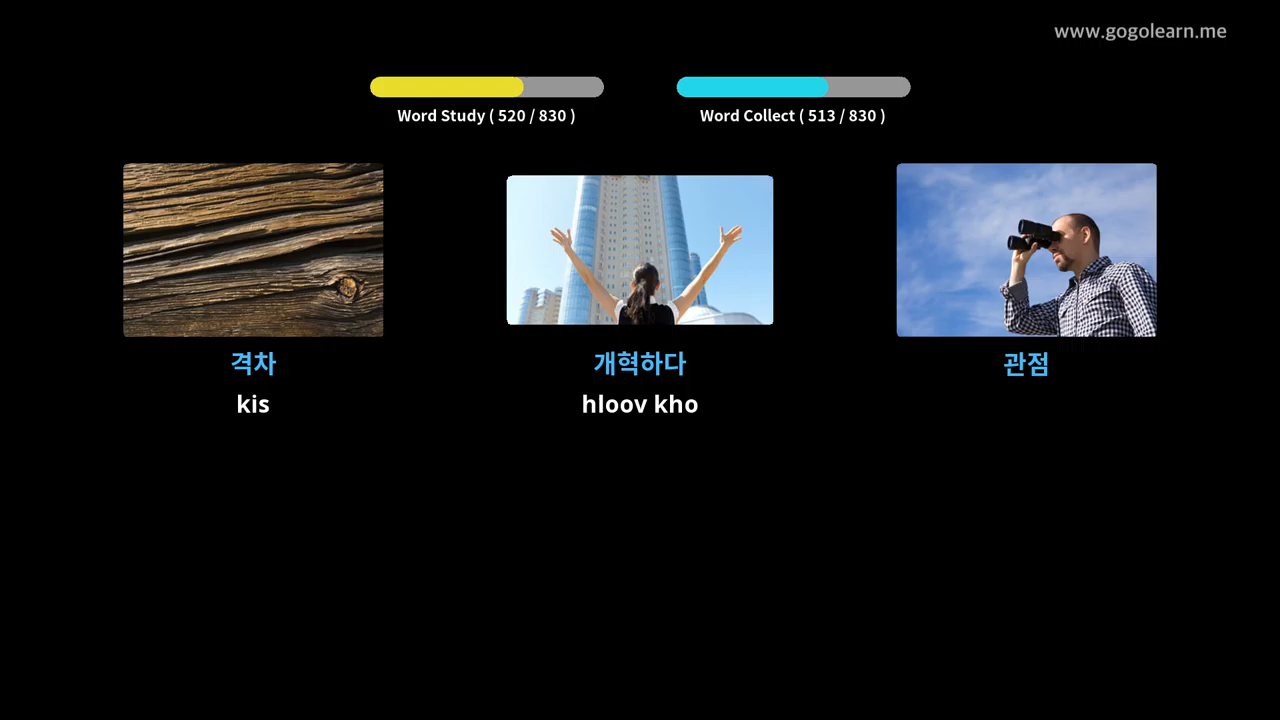 www.gogolearn.me
Word Study ( 520 / 830 )
Word Collect ( 513 / 830 )
격차
개혁하다
관점
kis
hloov kho